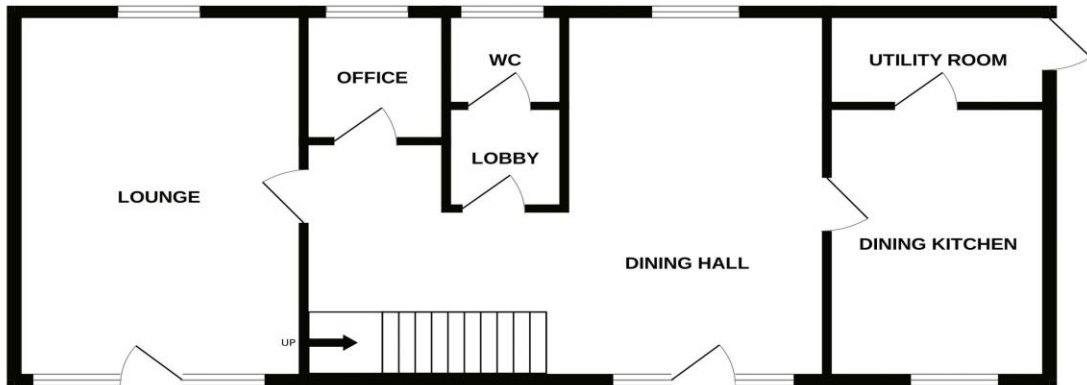 WC
UTILITY ROOM
OFFICE
LOBBY
LOUNGE
DINING KITCHEN
DINING HALL
UP